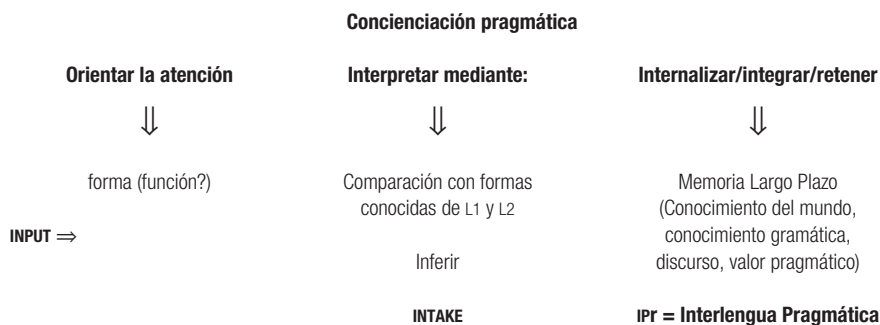 Concienciación pragmática
Orientar la atención
Interpretar mediante:
Internalizar/integrar/retener
⇓ ⇓ ⇓
forma (función?)
Comparación con formas
conocidas de L1 y L2
Memoria Largo Plazo
(Conocimiento del mundo,
conocimiento gramática,
discurso, valor pragmático)
INPUT ⇒
Inferir
INTAKE
IPr = Interlengua Pragmática